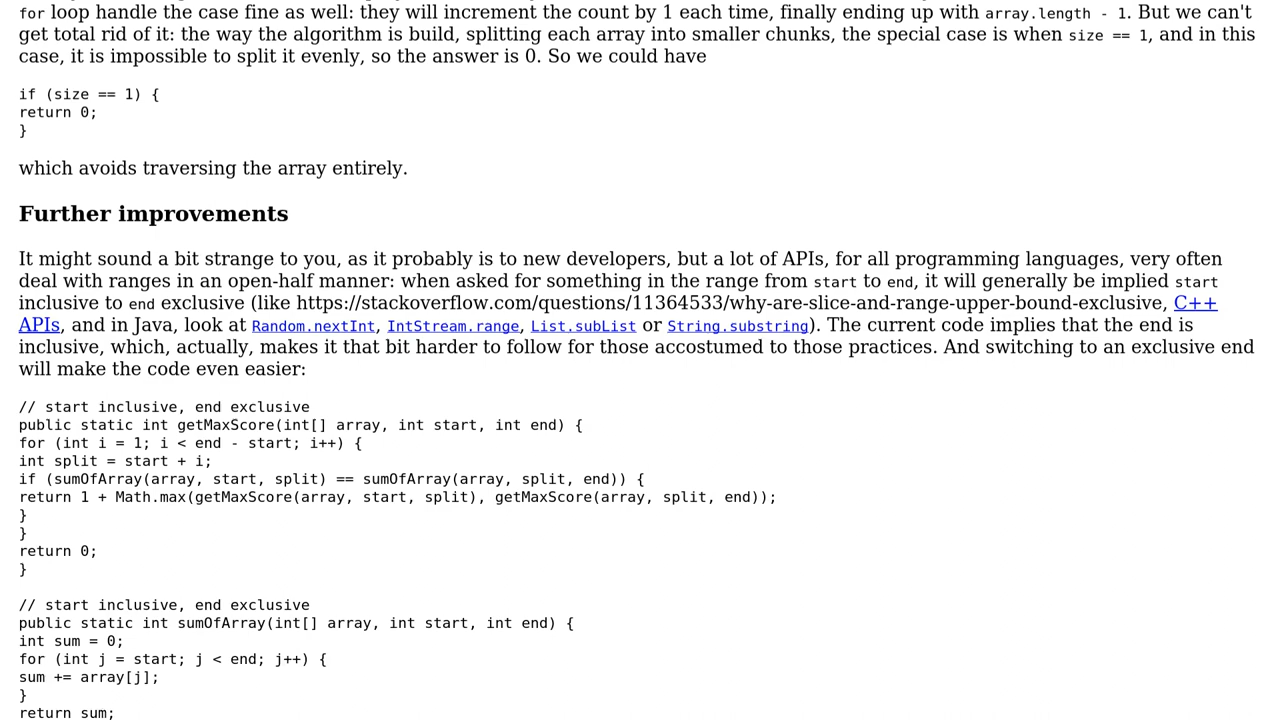 for loop handle the case fine as well: they will increment the count by 1 each time, finally ending up with array.length - 1. But we can't
get total rid of it: the way the algorithm is build, splitting each array into smaller chunks, the special case is when size == 1, and in this
case, it is impossible to split it evenly, so the answer is 0. So we could have
if (size == 1) {
return 0;
}
which avoids traversing the array entirely.
Further improvements
It might sound a bit strange to you, as it probably is to new developers, but a lot of APIs, for all programming languages, very often
deal with ranges in an open-half manner: when asked for something in the range from start to end, it will generally be implied start
inclusive to end exclusive (like https://stackoverflow.com/questions/11364533/why-are-slice-and-range-upper-bound-exclusive, C++
APIs, and in Java, look at Random.nextInt, IntStream.range, List.subList or String.substring). The current code implies that the end is
inclusive, which, actually, makes it that bit harder to follow for those accostumed to those practices. And switching to an exclusive end
will make the code even easier:
// start inclusive, end exclusive
public static int getMaxScore(int[] array, int start, int end) {
for (int i = 1; i < end - start; i++) {
int split = start + i;
if (sumOfArray(array, start, split) == sumOfArray(array, split, end)) {
return 1 + Math.max(getMaxScore(array, start, split), getMaxScore(array, split, end));
}
}
return 0;
}
// start inclusive, end exclusive
public static int sumOfArray(int[] array, int start, int end) {
int sum = 0;
for (int j = start; j < end; j++) {
sum += array[j];
}
return sum;